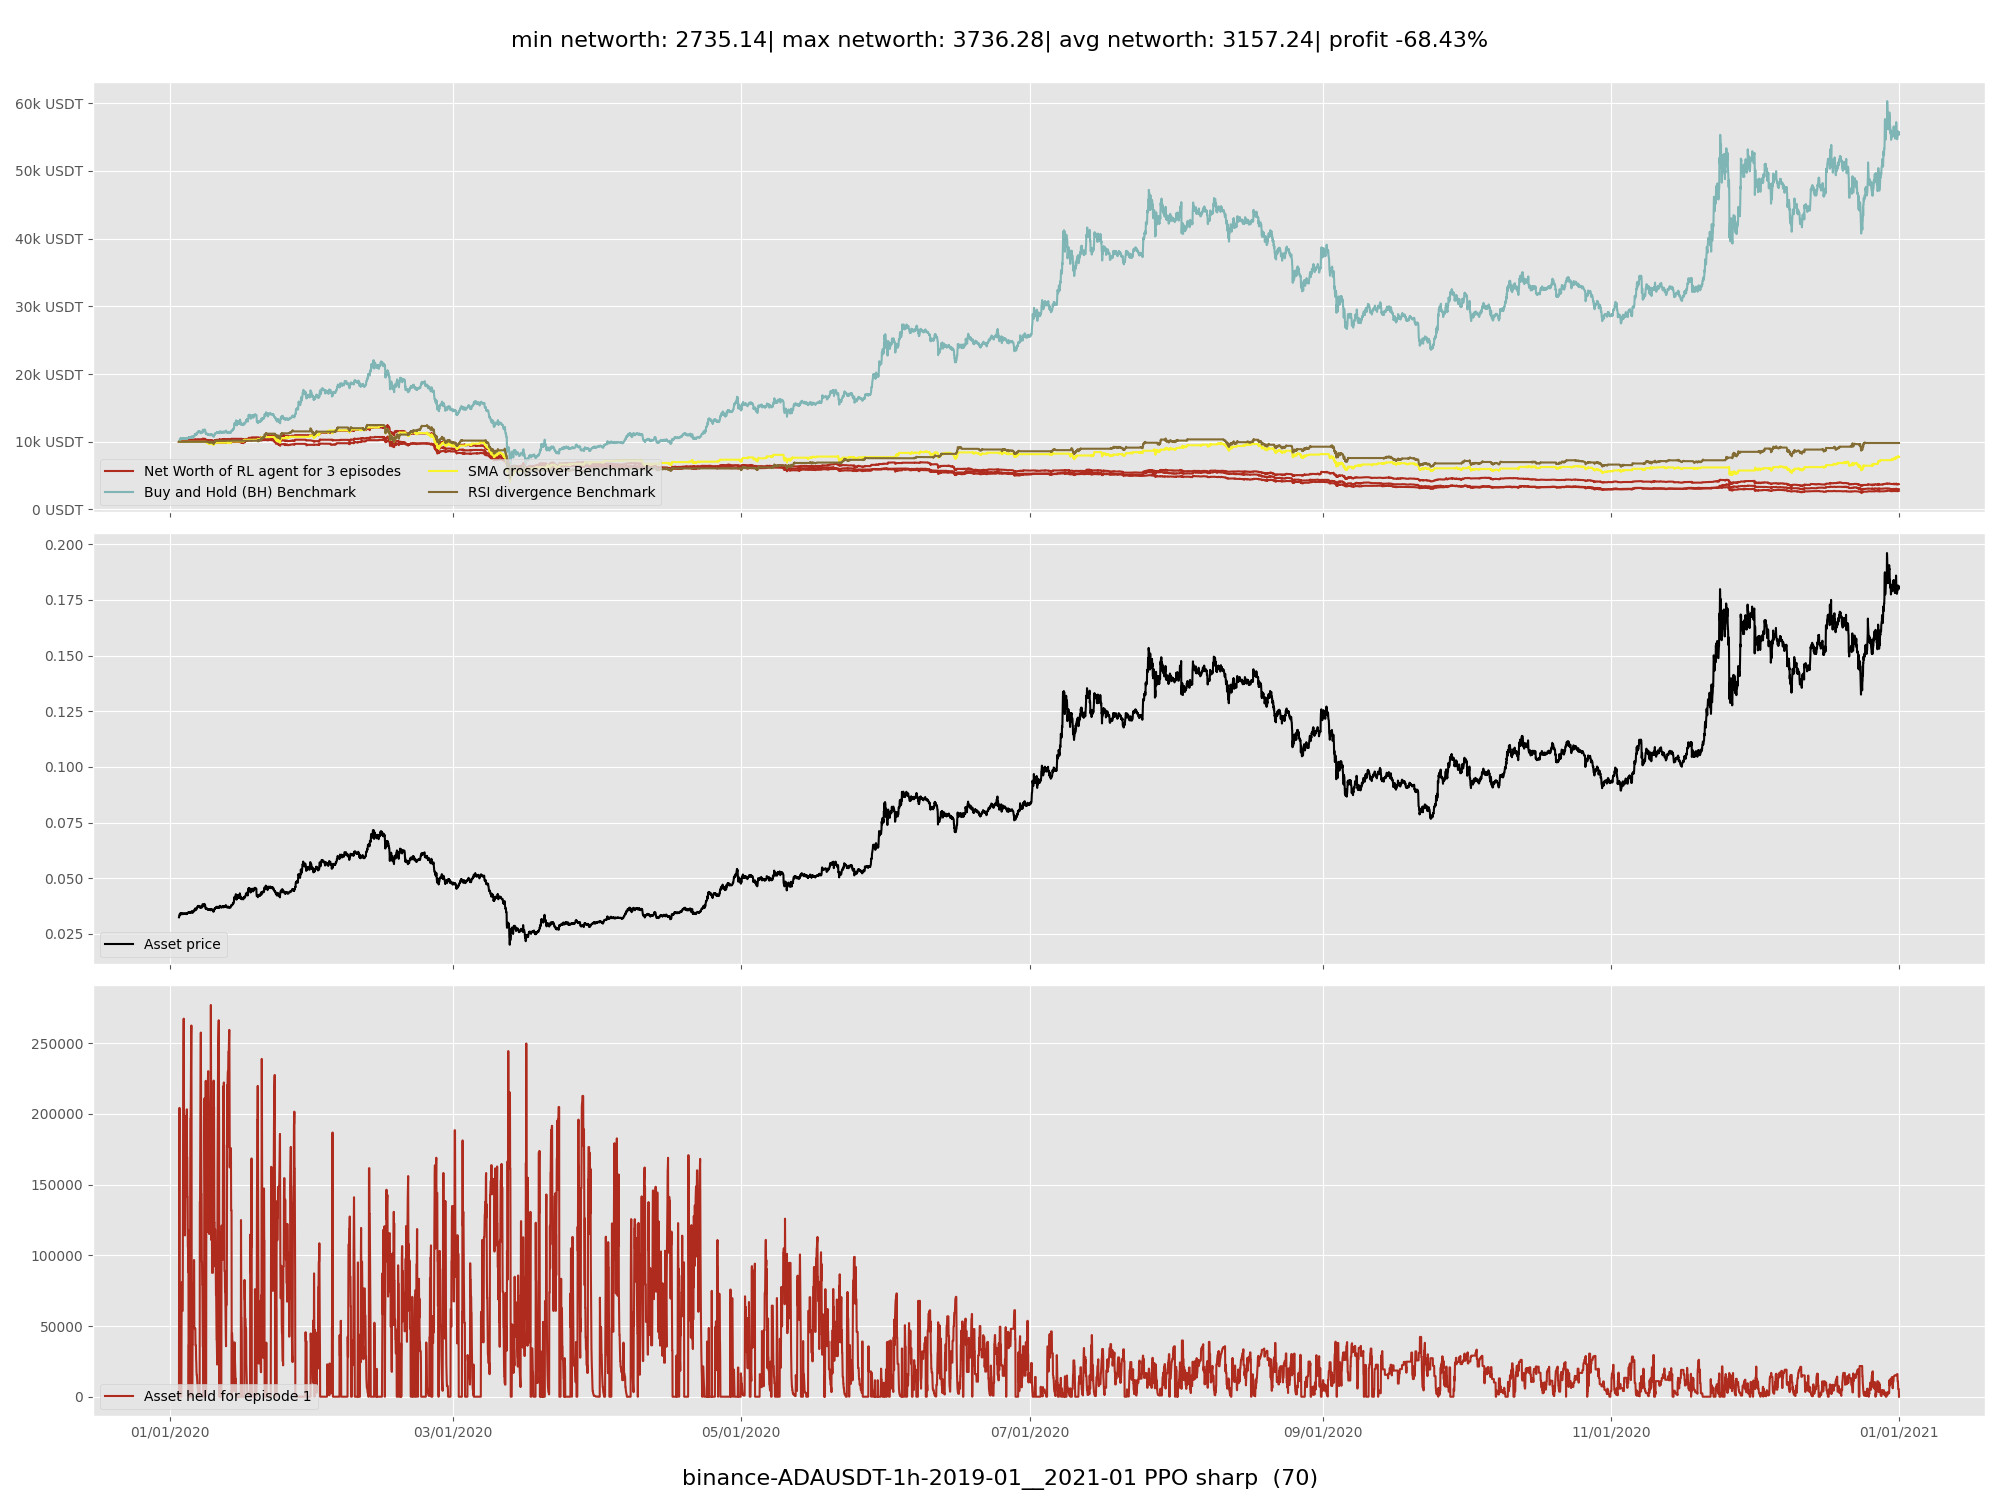 min networth: 2735.14| max networth: 3736.28| avg networth: 3157.24| profit -68.43%
60k USDT
50k USDT
40k USDT
30k USDT
20k USDT
10k USDT
0 USDT
Net Worth of RL agent for 3 episodes
Buy and Hold (BH) Benchmark
SMA crossover Benchmark
RSI divergence Benchmark
0.200
0.175
0.150
0.125
0.100
0.075
0.050
0.025
Asset price
250000
200000
150000
100000
50000
0
Asset held for episode 1
01/01/2020 03/01/2020 05/01/2020 07/01/2020 09/01/2020 11/01/2020 01/01/2021
binance-ADAUSDT-1h-2019-01__2021-01 PPO sharp (70)